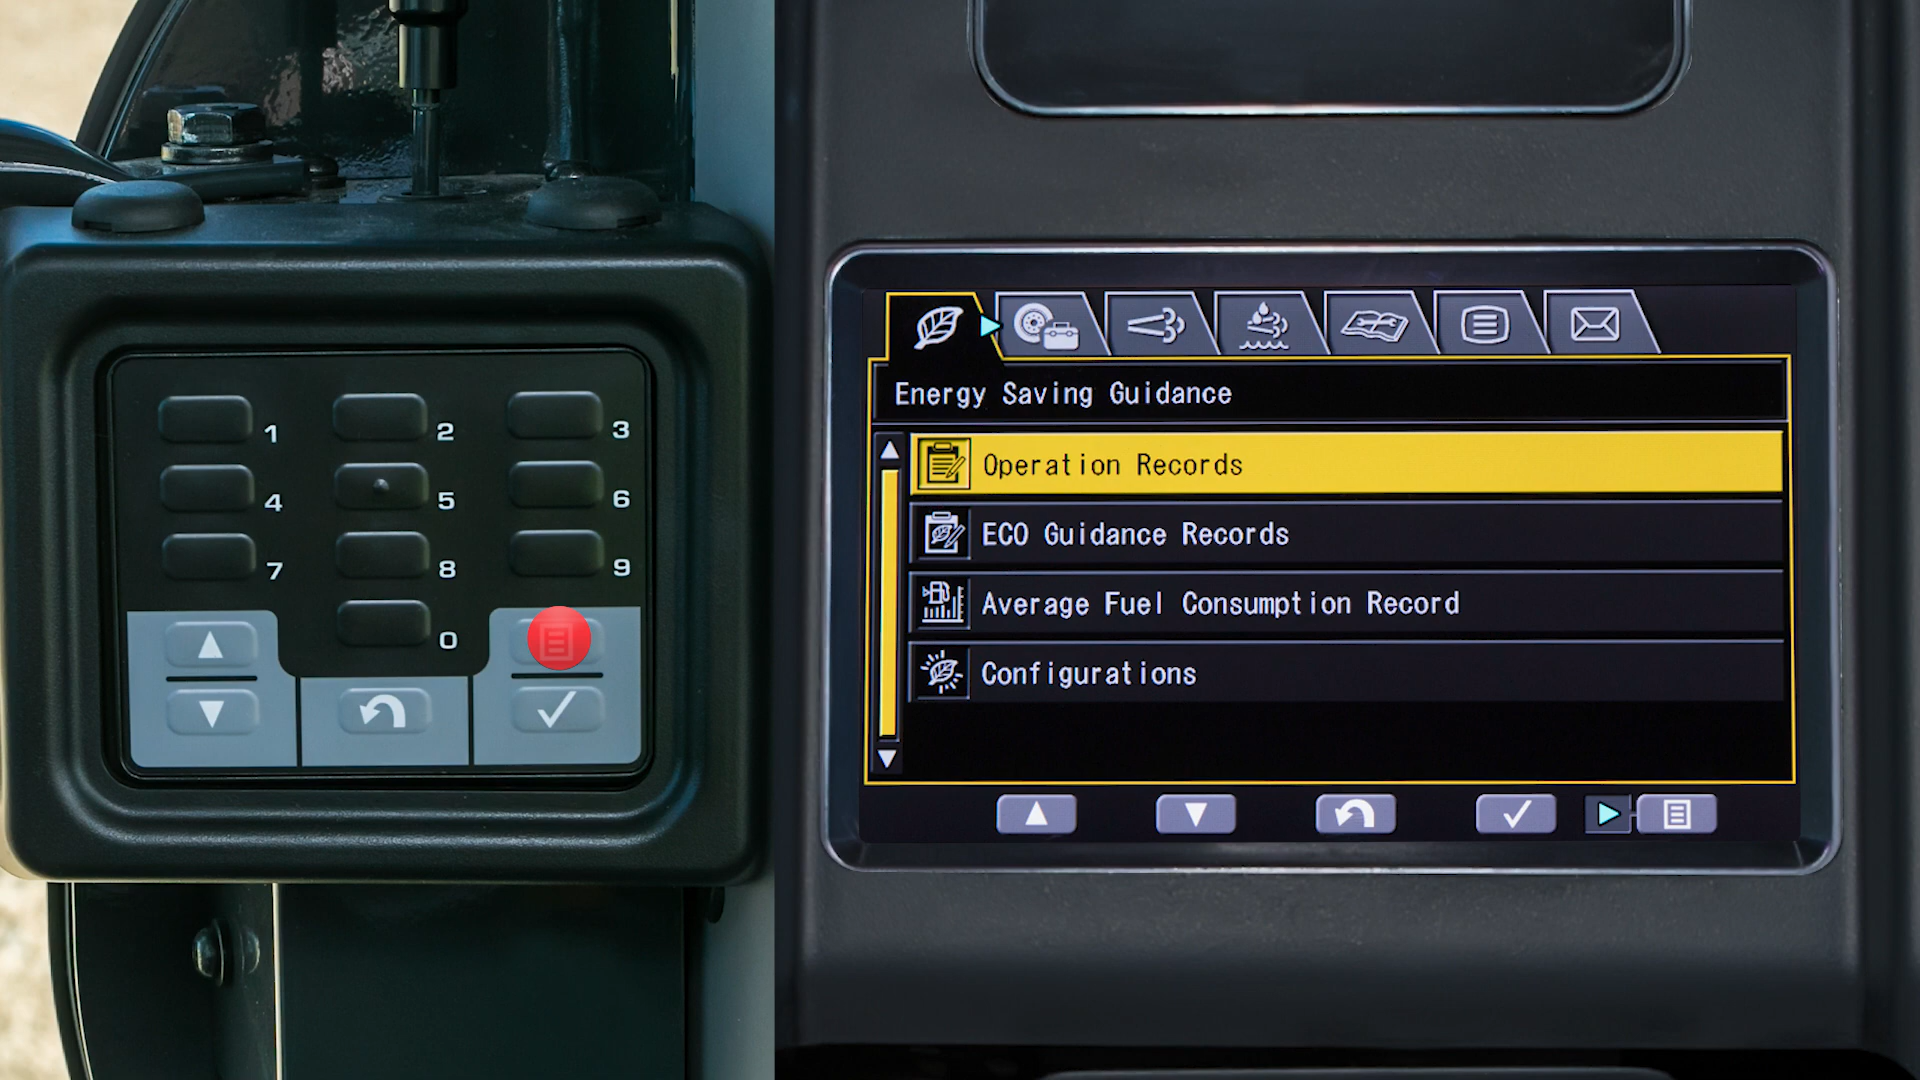 1 2 3
4 5 6
7 8 9
0
Energy Saving Guidance
Operation Records
ECO Guidance Records
Average Fuel Consumption Record
Configurations